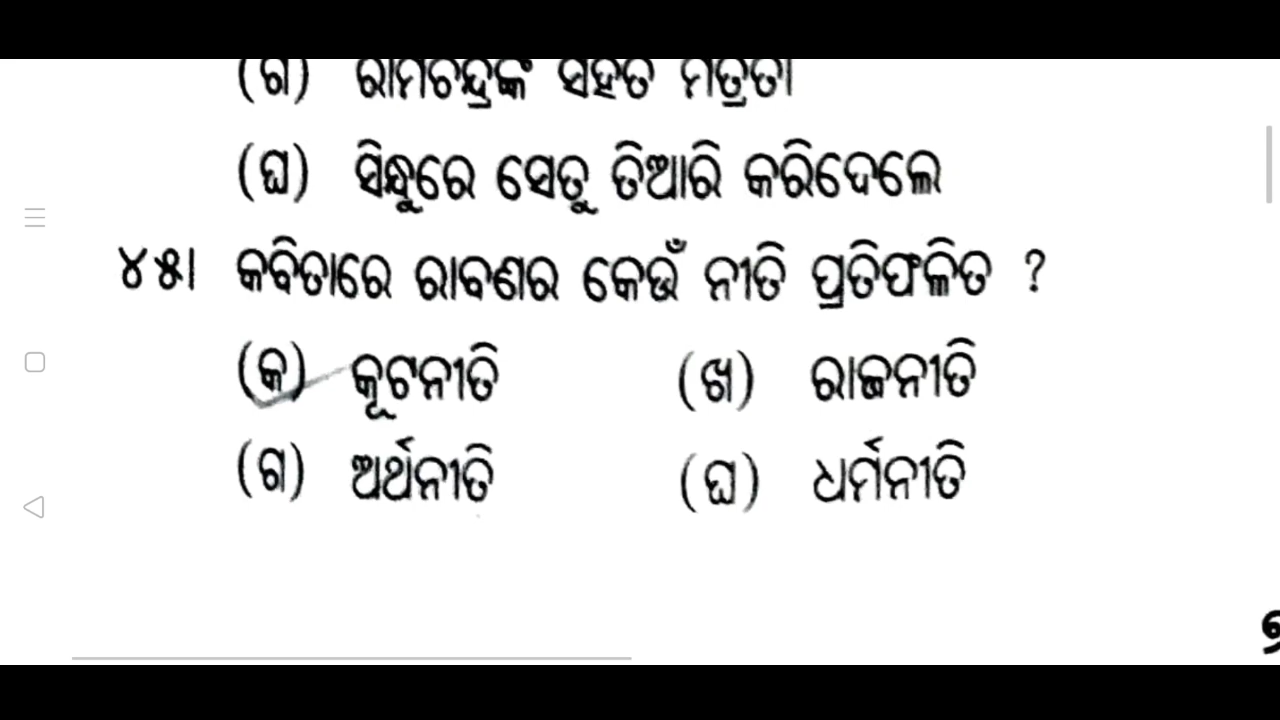 (ଗ) ରାମଚନ୍ଦ୍ରଙ୍କ ସହିତ ମିତ୍ରତା
(ଘ) ସିନ୍ଧୁରେ ସେତୁ ତିଆରି କରିଦେଲେ
୪୫। କବିତାରେ ରାବଣର କେଉଁ ନୀତି ପ୍ରତିଫଳିତ ?
(କ) କୂଟନୀତି (ଖ) ରାଜନୀତି
(ଗ) ଅର୍ଥନୀତି (ଘ) ଧର୍ମନୀତି